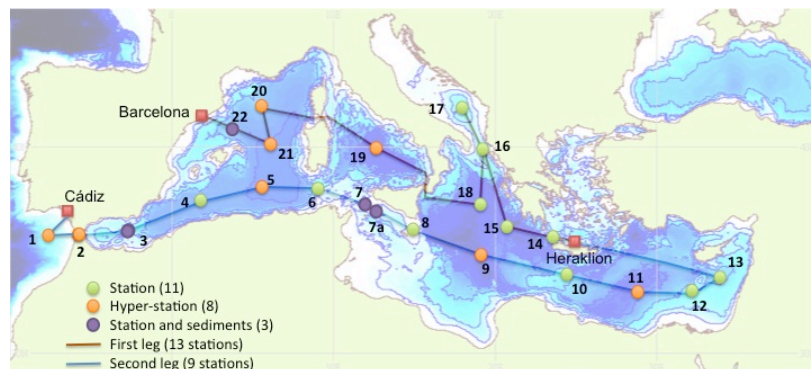 20
Barcelona
22
17
16
21
19
Cádiz
5
4
6
7
18
7a
8
15
14
Heraklion
1
2
3
9
10
11
12
13
Station (11)
Hyper-station (8)
Station and sediments (3)
First leg (13 stations)
Second leg (9 stations)